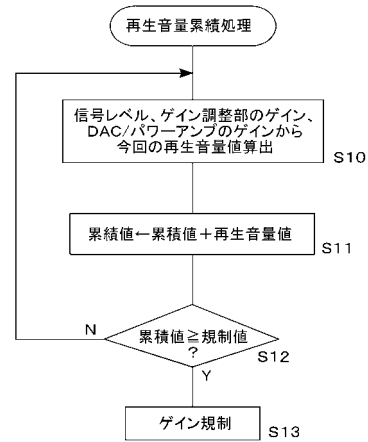 再生音量累積処理
信号レベル、ゲイン調整部のゲイン、
DAC/パワーアンプのゲインから
今回の再生音量値算出
S10
累績値←累積値+再生音量値
S11
N
累積値≧規制値
?
S12
Y
ゲイン規制
S13